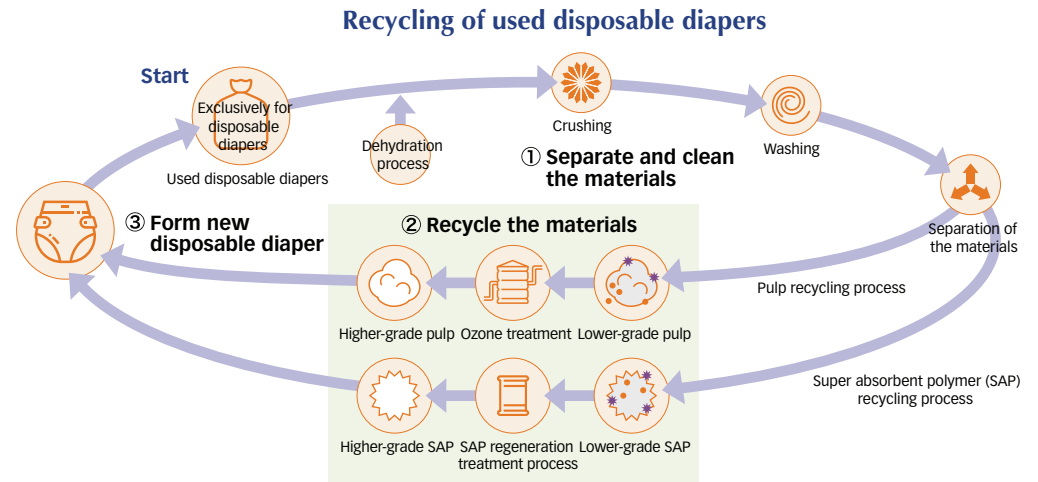 Recycling of used disposable diapers
Start
Exclusively for
disposable
diapers
Used disposable diapers
Dehydration
process
Crushing
Washing
① Separate and clean
the materials
Separation of
the materials
② Recycle the materials
Pulp recycling process
Lower-grade pulp
Ozone treatment
Higher-grade pulp
Super absorbent polymer (SAP)
recycling process
Lower-grade SAP
SAP regeneration
treatment process
Higher-grade SAP
③ Form new
disposable diaper